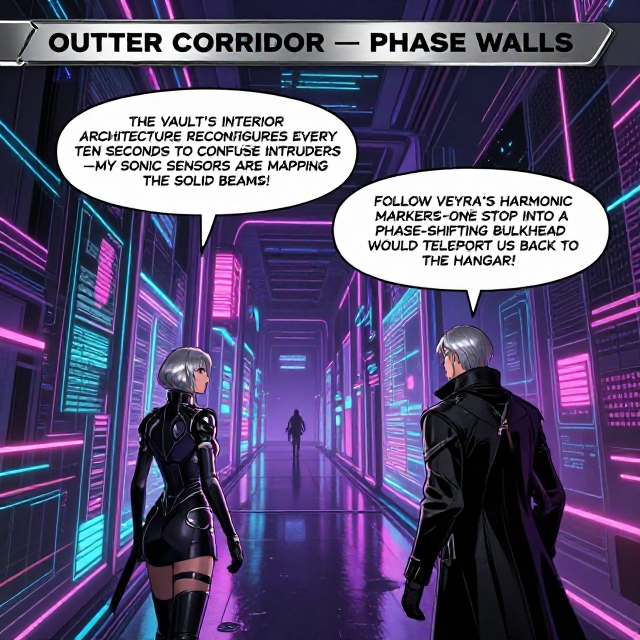 OUTTER CORRIDOR — PHASE WALLS
THE VAULT'S INTERIOR
ARCHITECTURE RECONFIGURES EVERY
TEN SECONDS TO CONFUSE INTRUDERS
—MY SONIC SENSORS ARE MAPPING
THE SOLID BEAMS!
FOLLOW VEYRA'S HARMONIC
MARKERS-ONE STOP INTO A
PHASE-SHIFTING BULKHEAD
WOULD TELEPORT US BACK TO
THE HANGAR!